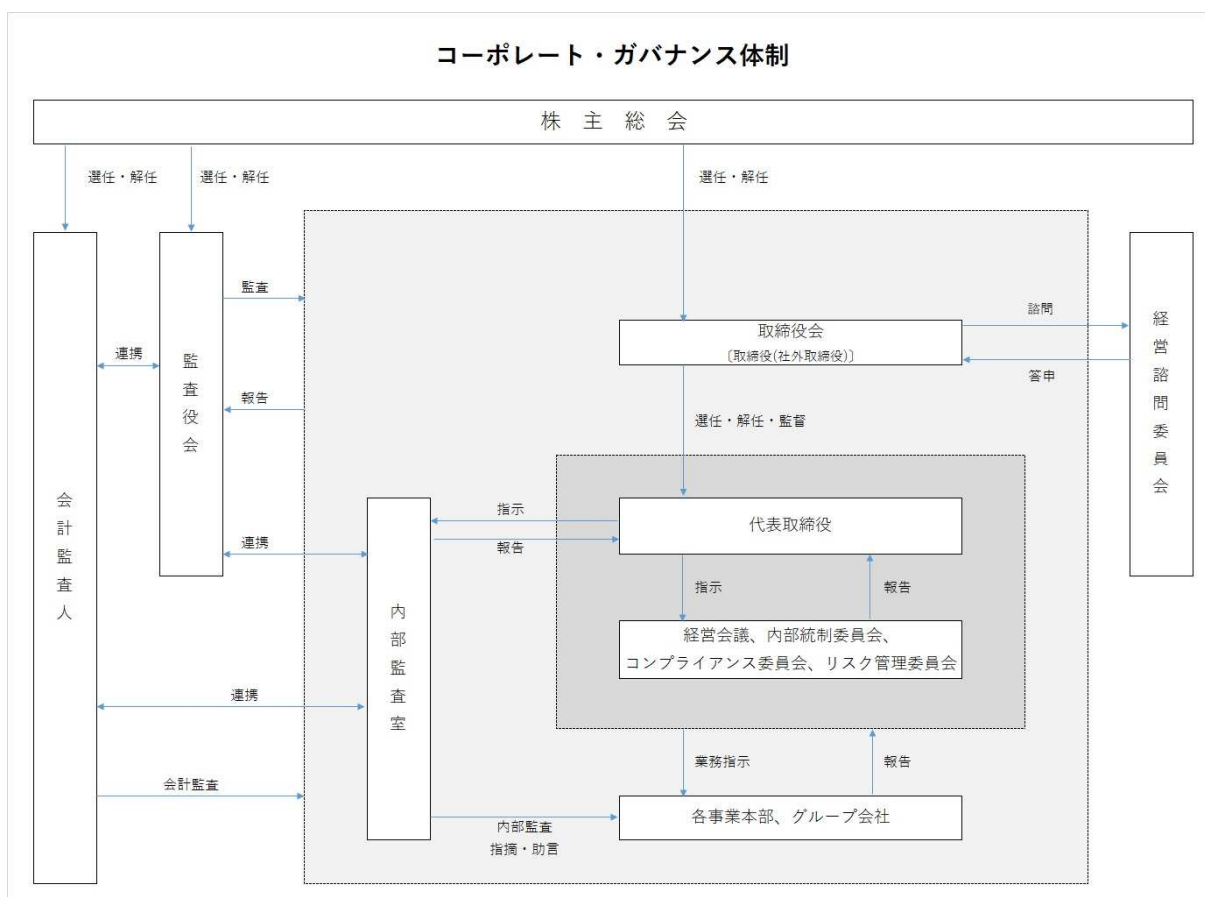 コーポレート・ガバナンス体制
株主総会
選任・解任
選任・解任
選任・解任
監査
諮問
取締役会
〔取締役(社外取締役)〕
経営諮問委員会
連携
監査役会
答申
報告
選任・解任・監督
会計監査人
指示
代表取締役
連携
報告
指示
報告
内部監査室
経営会議、内部統制委員会、
コンプライアンス委員会、リスク管理委員会
連携
業務指示
報告
会計監査
各事業本部、グループ会社
内部監査
指摘・助言